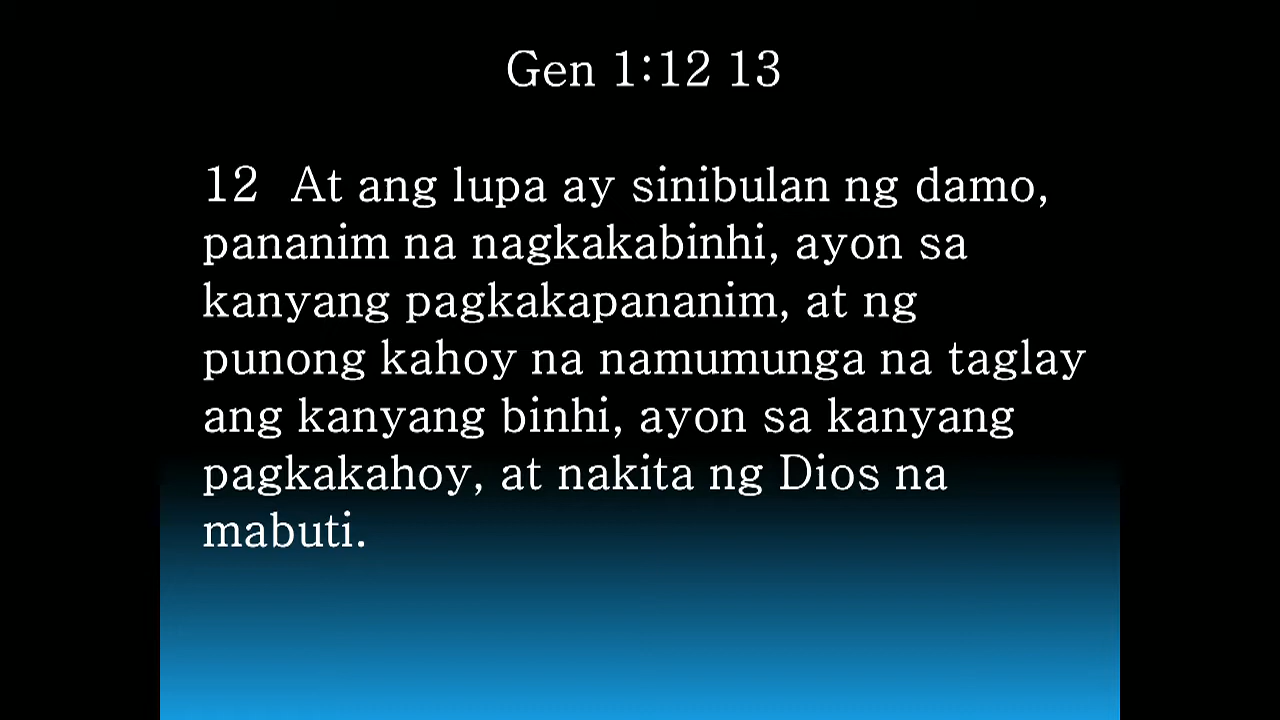 Gen 1:12 13
12 At ang lupa ay sinibulan ng damo,
pananim na nagkakabinhi, ayon sa
kanyang pagkakapananim, at ng
punong kahoy na namumunga na taglay
ang kanyang binhi, ayon sa kanyang
pagkakahoy, at nakita ng Dios na
mabuti.